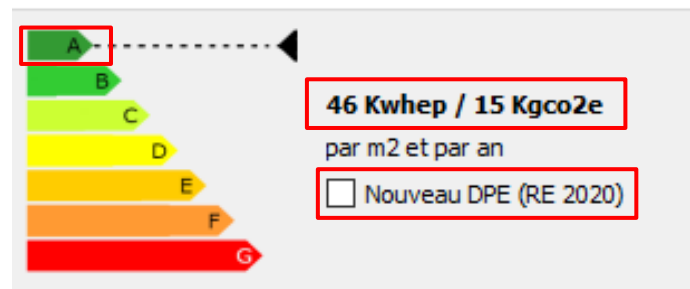 A
B
46 Kwhep / 15 Kgco2e
C
par m2 et par an
D
E
Nouveau DPE (RE 2020)
F
G